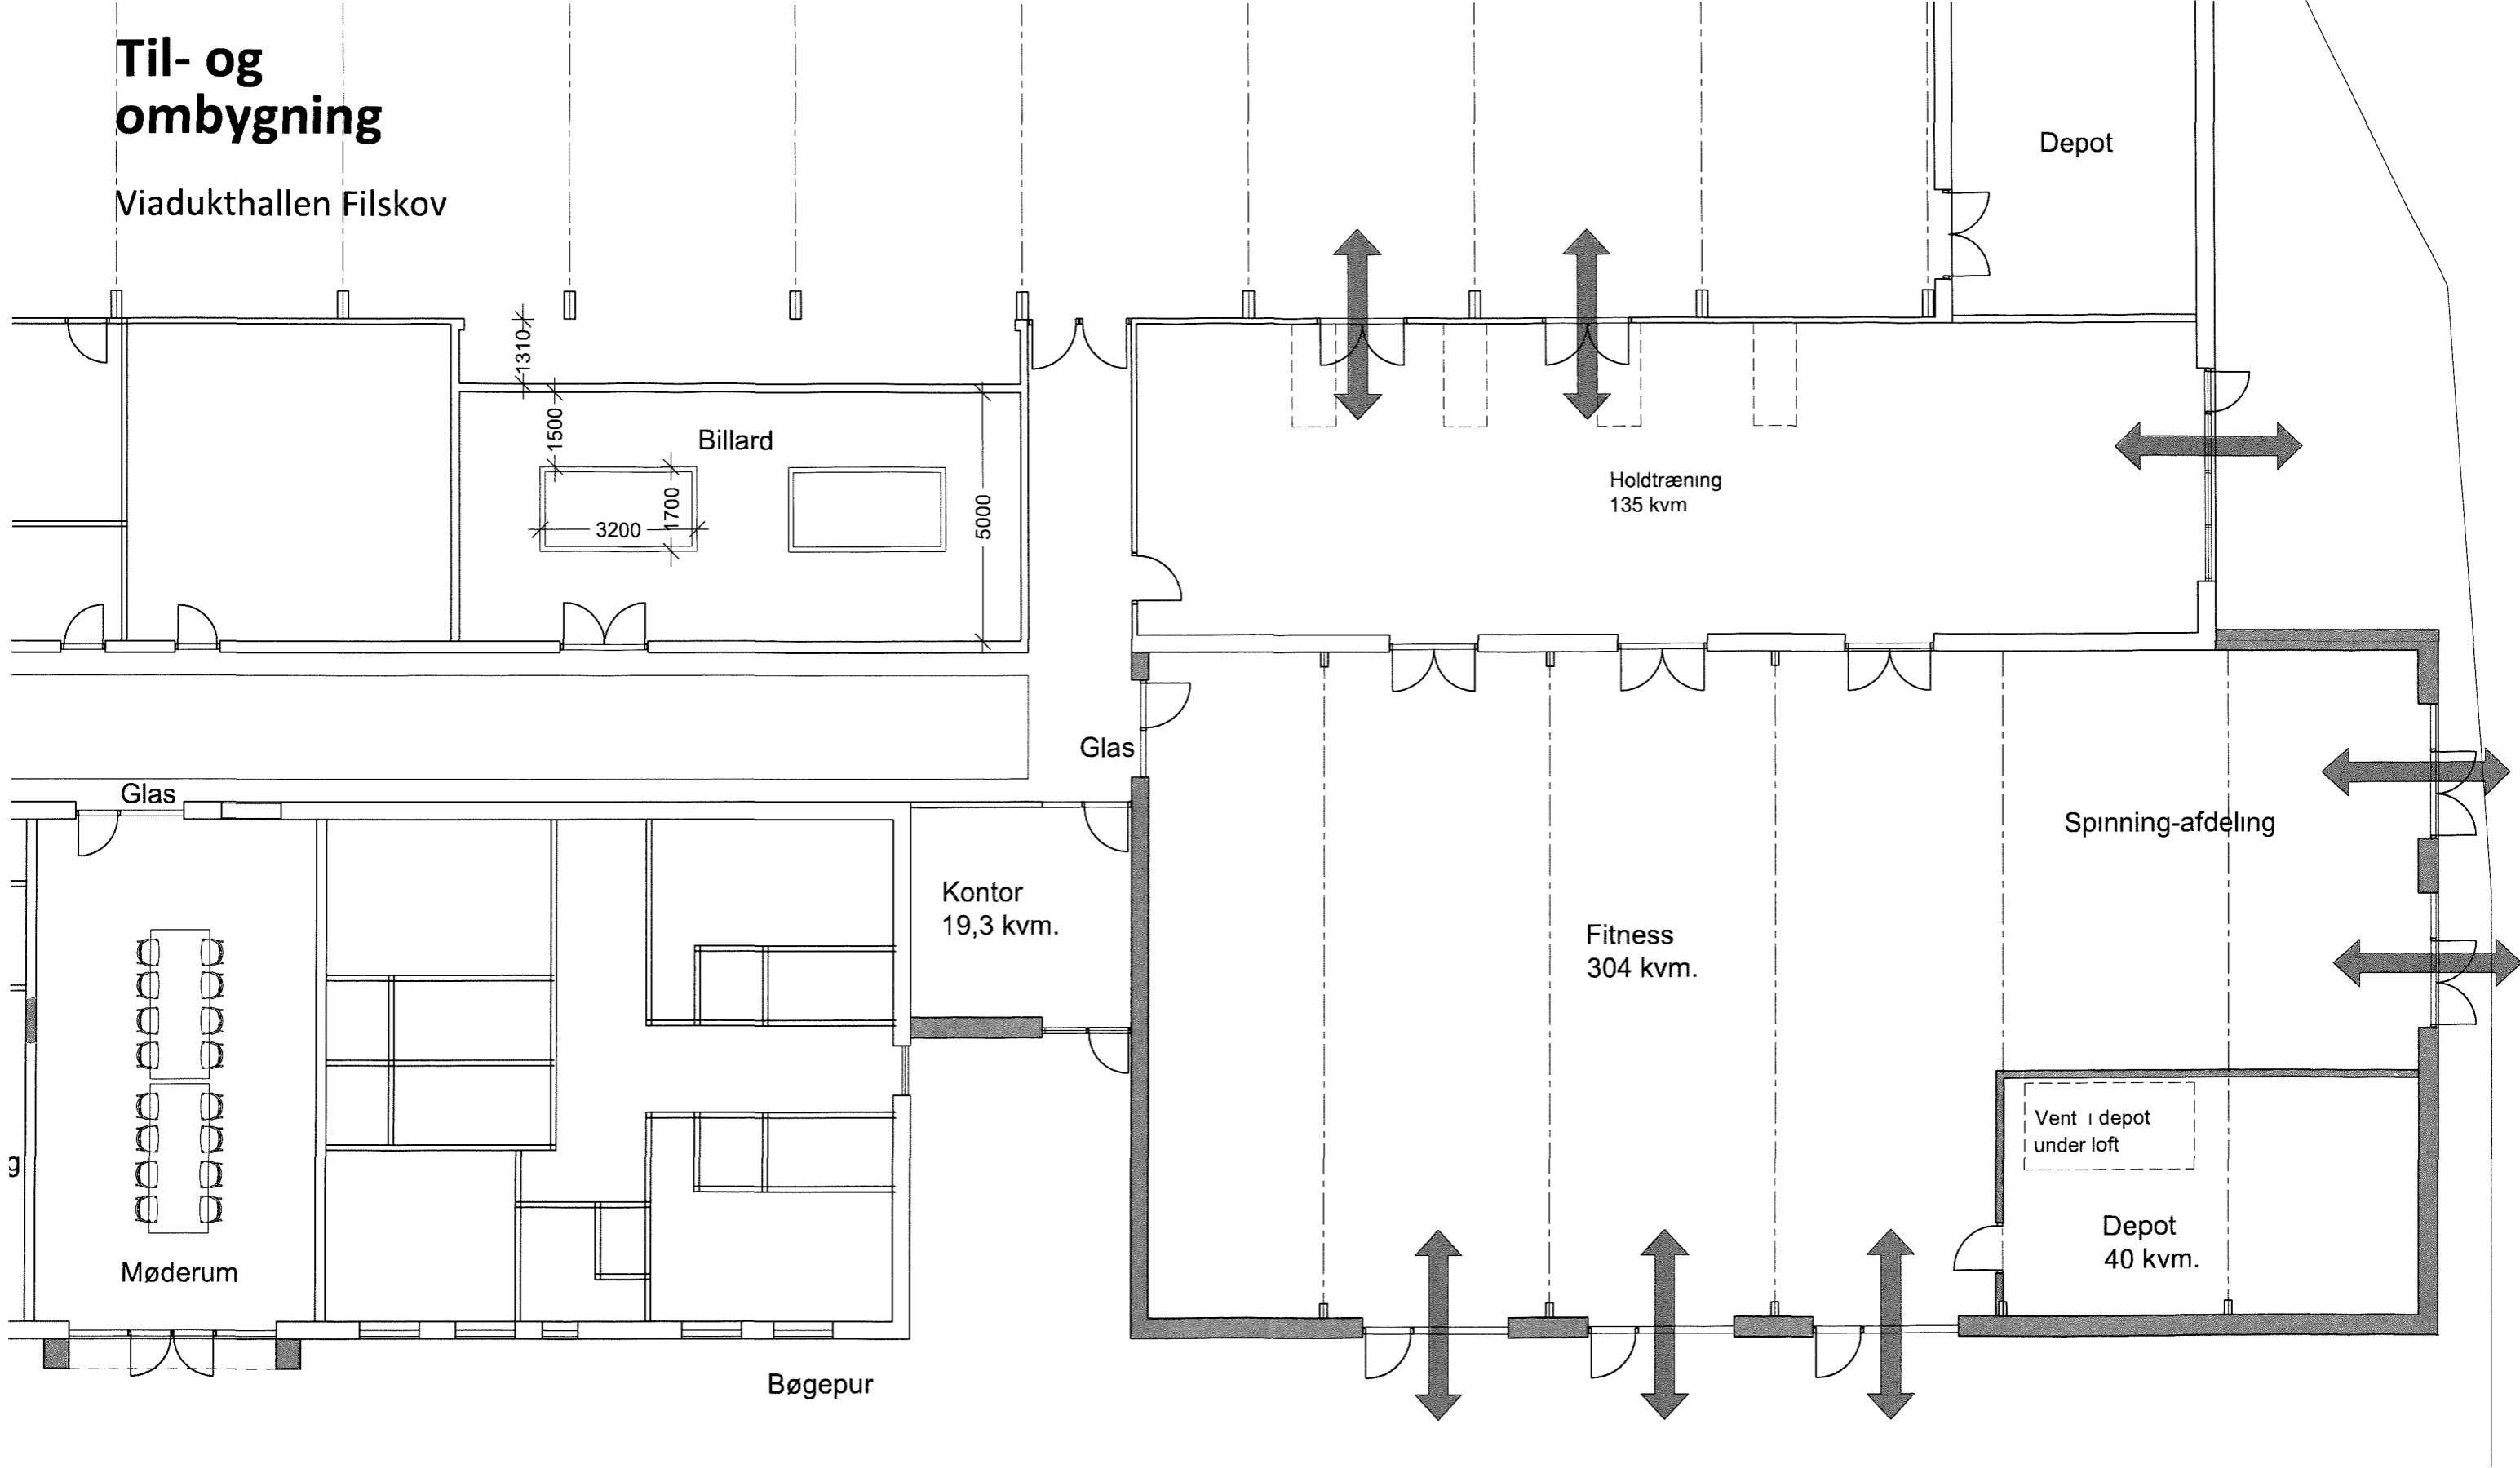 Til- og
ombygning
Viadukthallen Filskov
Depot
1310
1500
Billard
1700
3200
5000
Holdtræning
135 kvm
Glas
Glas
Spinning-afdeling
Kontor
19,3 kvm.
Fitness
304 kvm.
Vent i depot
under loft
g
Depot
40 kvm.
Møderum
Bøgepur